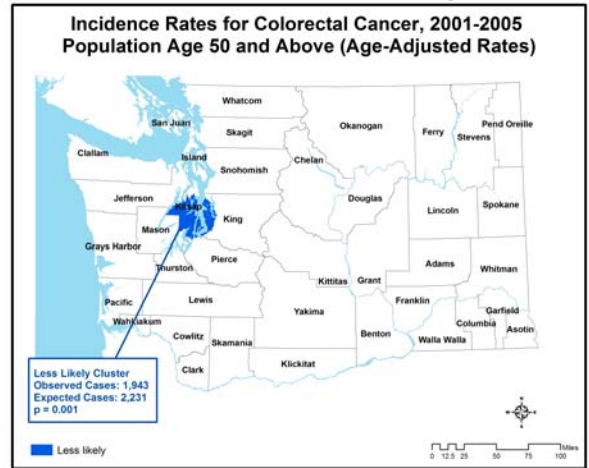 Incidence Rates for Colorectal Cancer, 2001-2005
Population Age 50 and Above (Age-Adjusted Rates)
Whatcom
San Juan
Skagit
Okanogan
Ferry
Stevens
Pend Oreille
Clallam
Island
Chelan
Snohomish
Jefferson
Kitsap
King
Douglas
Lincoln
Spokane
Mason
Grays Harbor
Thurston
Pierce
Kittitas
Grant
Adams
Whitman
Pacific
Lewis
Yakima
Franklin
Garfield
Wahkiakum
Columbia
Asotin
Cowlitz
Skamania
Benton
Walla Walla
Clark
Klickitat
Less Likely Cluster
Observed Cases: 1,943
Expected Cases: 2,231
p = 0.001
Less likely
Miles
0 12.5 25 50 75 100